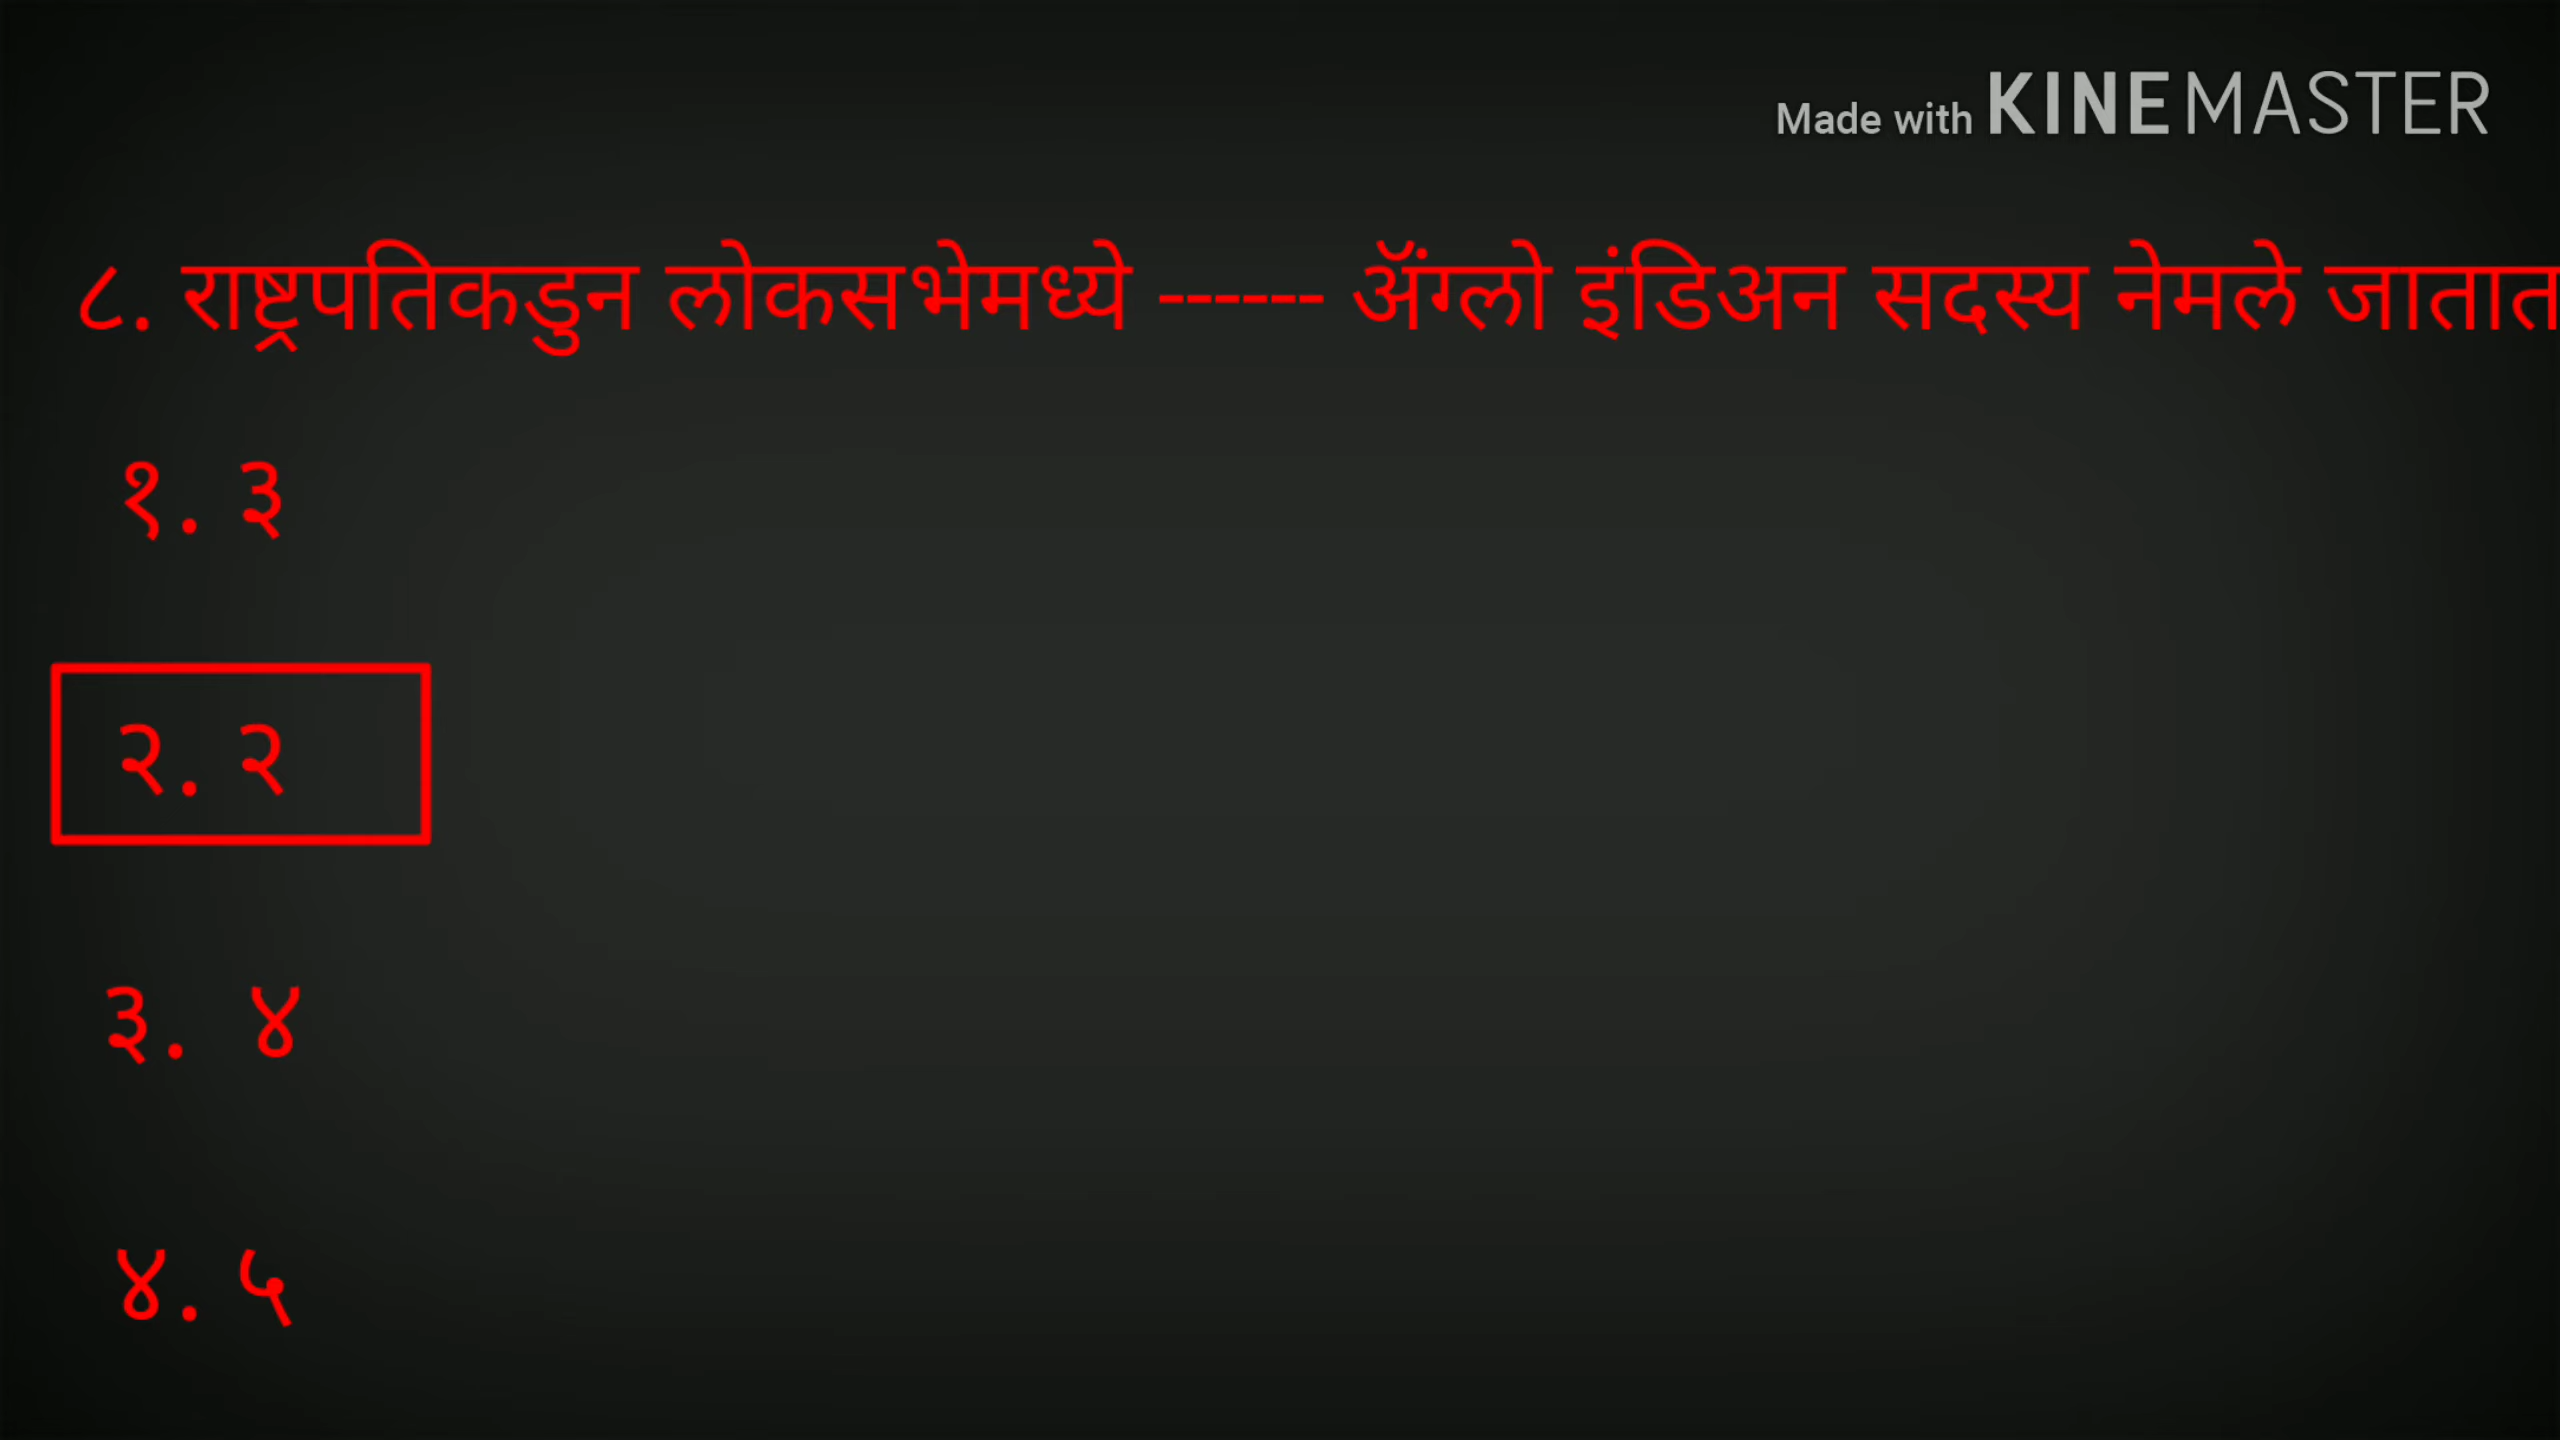 Made with KINEMASTER
८. राष्ट्रपतिकडुन लोकसभेमध्ये ------ ॲंग्लो इंडिअन सदस्य नेमले जातात
१. ३
२. २
३. ४
४. ५